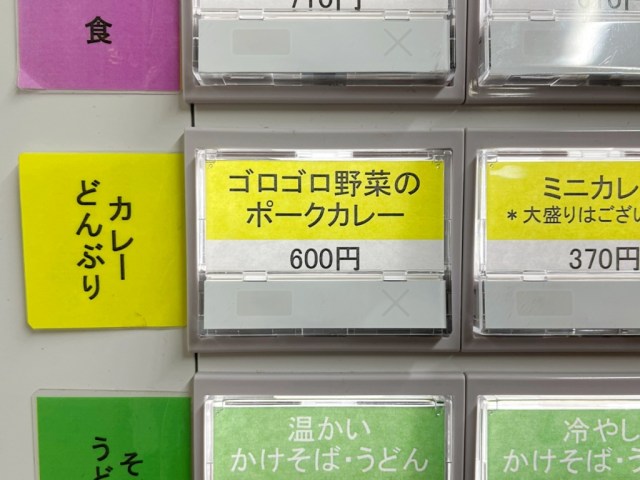 食
カレー
どんぶり
ゴロゴロ野菜の
ポークカレー
600円
ミニカレ
*大盛りはござい
370円
そ
うど
温かい
かけそば・うどん
冷やし
かけそば・う